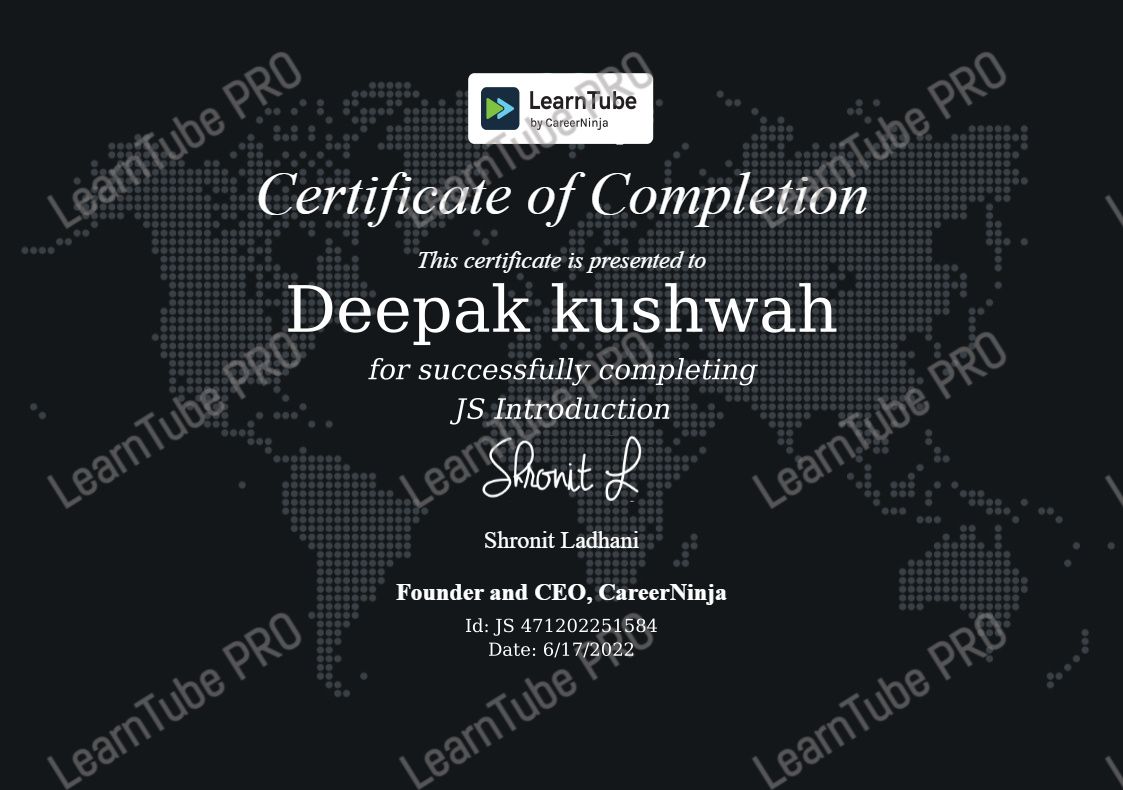 LearnTube PRO LearnTube PRO LearnTube PRO
LearnTube
by CareerNinja
Certificate of Completion
This certificate is presented to
Deepak kushwah
for successfully completing
JS Introduction
LearnTube PRO LearnTube PRO LearnTube PRO
Shronit L
Shronit Ladhani
Founder and CEO, CareerNinja
Id: JS 471202251584
Date: 6/17/2022
LearnTube PRO LearnTube PRO LearnTube PRO